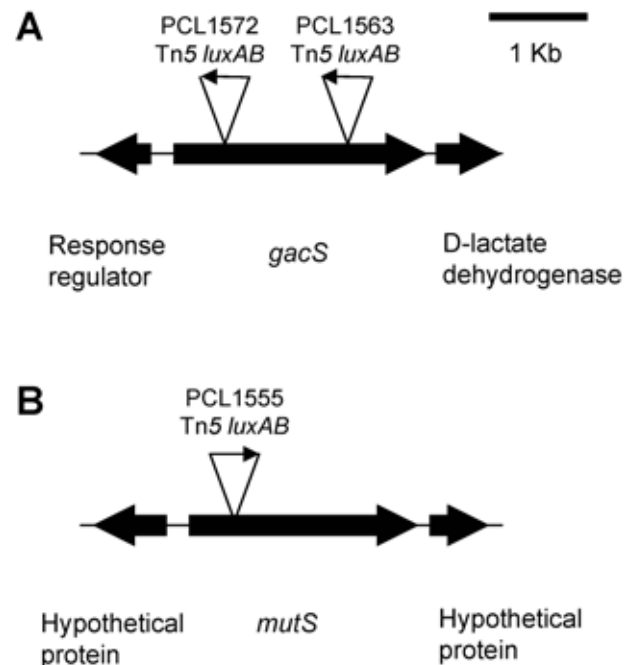 A
PCL1572
Tn5 luxAB
PCL1563
Tn5 luxAB
1 Kb
Response
regulator
gacS
D-lactate
dehydrogenase
B
PCL1555
Tn5 luxAB
Hypothetical
protein
mutS
Hypothetical
protein